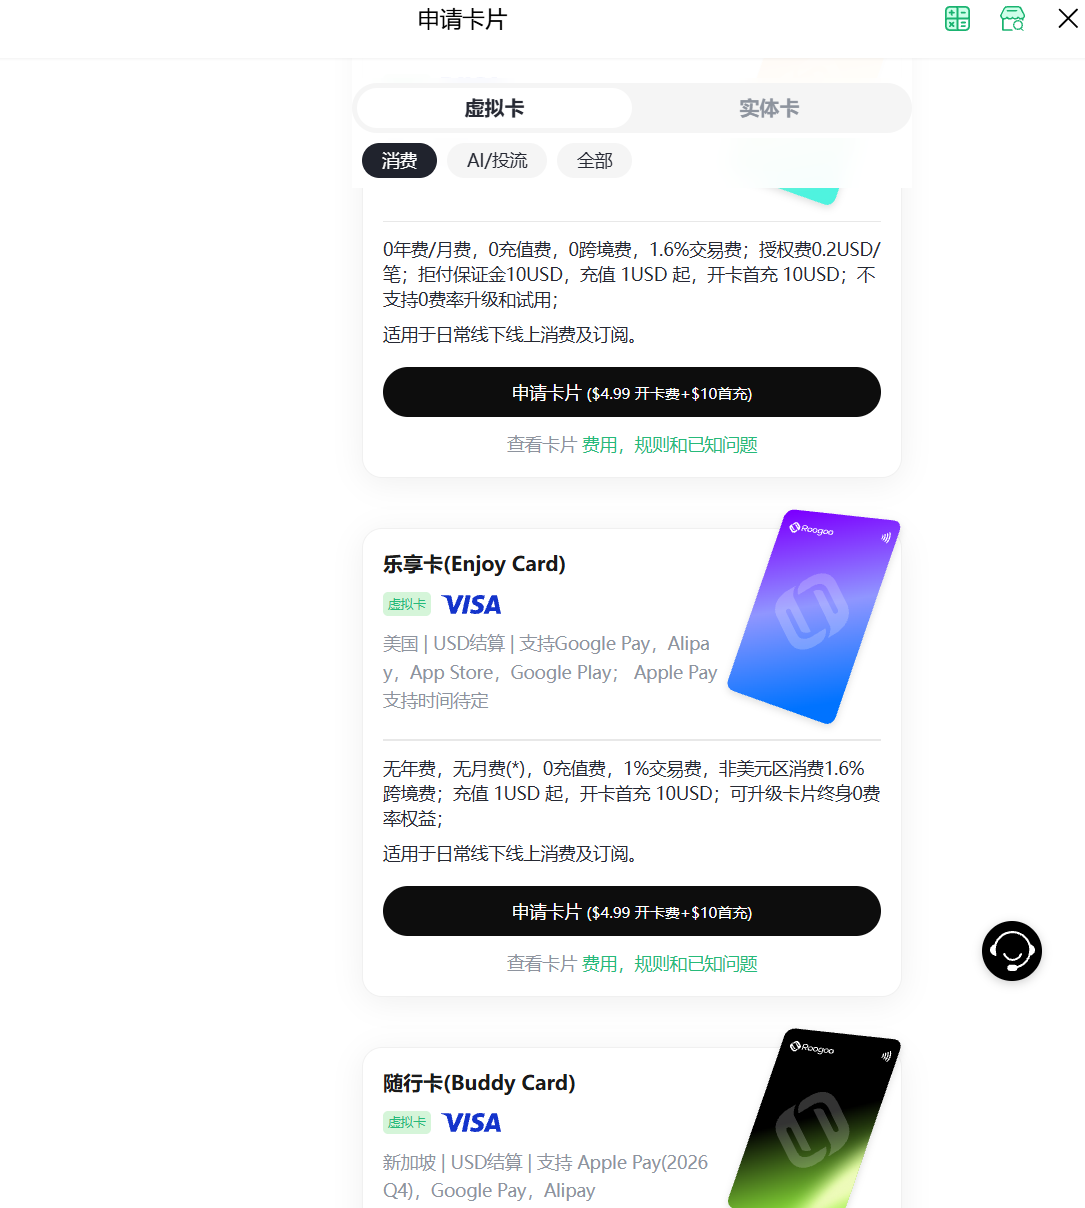 申请卡片
虚拟卡 实体卡
消费 AI/投流 全部
0年费/月费，0充值费，0跨境费，1.6%交易费；授权费0.2USD/
笔；拒付保证金10USD，充值 1USD 起，开卡首充 10USD；不
支持0费率升级和试用；
适用于日常线下线上消费及订阅。
申请卡片 ($4.99 开卡费+$10首充)
查看卡片 费用，规则和已知问题
Roogoo
乐享卡(Enjoy Card)
虚拟卡 VISA
美国 | USD结算 | 支持Google Pay，Alipa
y，App Store，Google Play； Apple Pay
支持时间待定
无年费，无月费(*)，0充值费，1%交易费，非美元区消费1.6%
跨境费；充值 1USD 起，开卡首充 10USD；可升级卡片终身0费
率权益；
适用于日常线下线上消费及订阅。
申请卡片 ($4.99 开卡费+$10首充)
查看卡片 费用，规则和已知问题
Roogoo
随行卡(Buddy Card)
虚拟卡 VISA
新加坡 | USD结算 | 支持 Apple Pay(2026
Q4)，Google Pay，Alipay